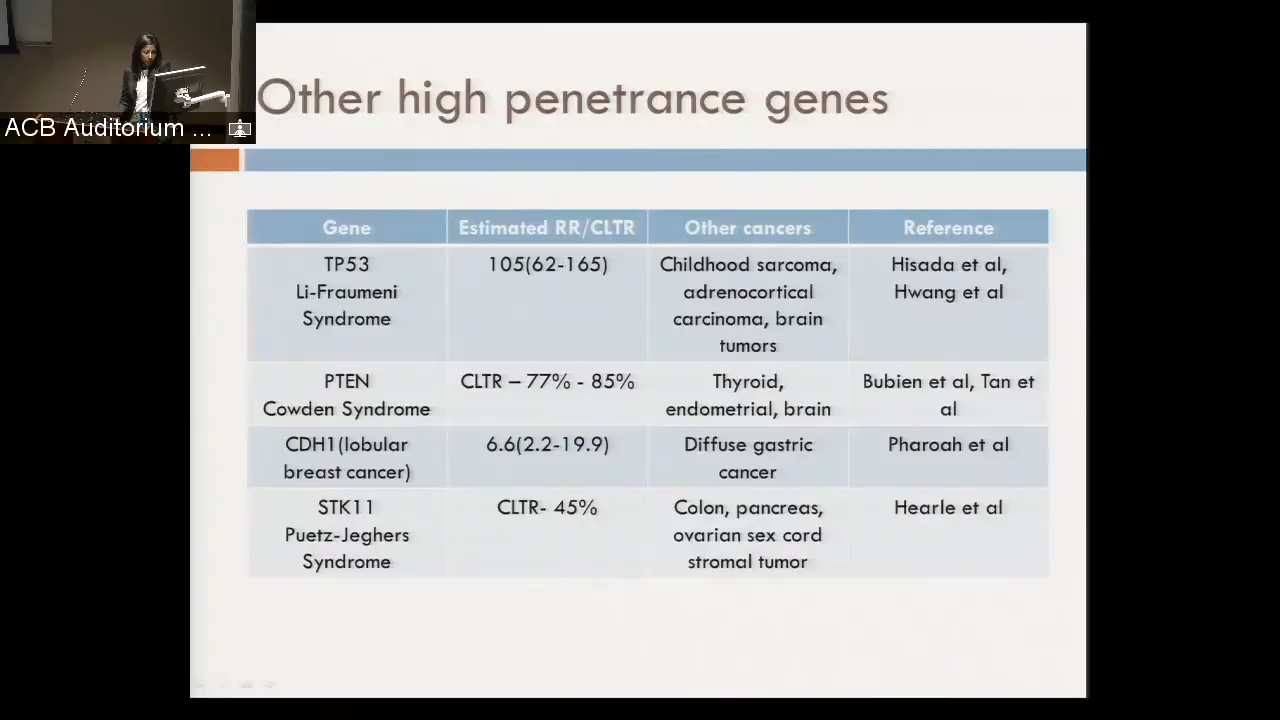 Other high penetrance genes
ACB Auditorium ...
Gene
Estimated RR/CLTR
Other cancers
Reference
TP53
Li-Fraumeni
Syndrome
105(62-165)
Childhood sarcoma,
adrenocortical
carcinoma, brain
tumors
Hisada et al,
Hwang et al
PTEN
Cowden Syndrome
CLTR – 77% - 85%
Thyroid,
endometrial, brain
Bubien et al, Tan et
al
CDH1(lobular
breast cancer)
6.6(2.2-19.9)
Diffuse gastric
cancer
Pharoah et al
STK11
Puetz-Jeghers
Syndrome
CLTR- 45%
Colon, pancreas,
ovarian sex cord
stromal tumor
Hearle et al